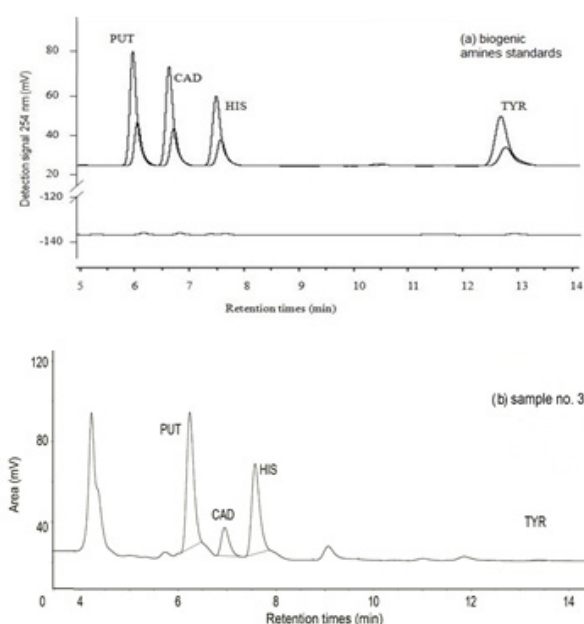 (a) biogenic
amines standards
PUT
CAD
HIS
TYR
Detection signal 254 nm (mV)
80
60
40
20
-120
-140
5 6 7 8 9 10 11 12 13 14
Retention times (min)
(b) sample no. 3
PUT
CAD
HIS
TYR
Area (mV)
120
80
40
0 4 6 8 10 12 14
Retention times (min)